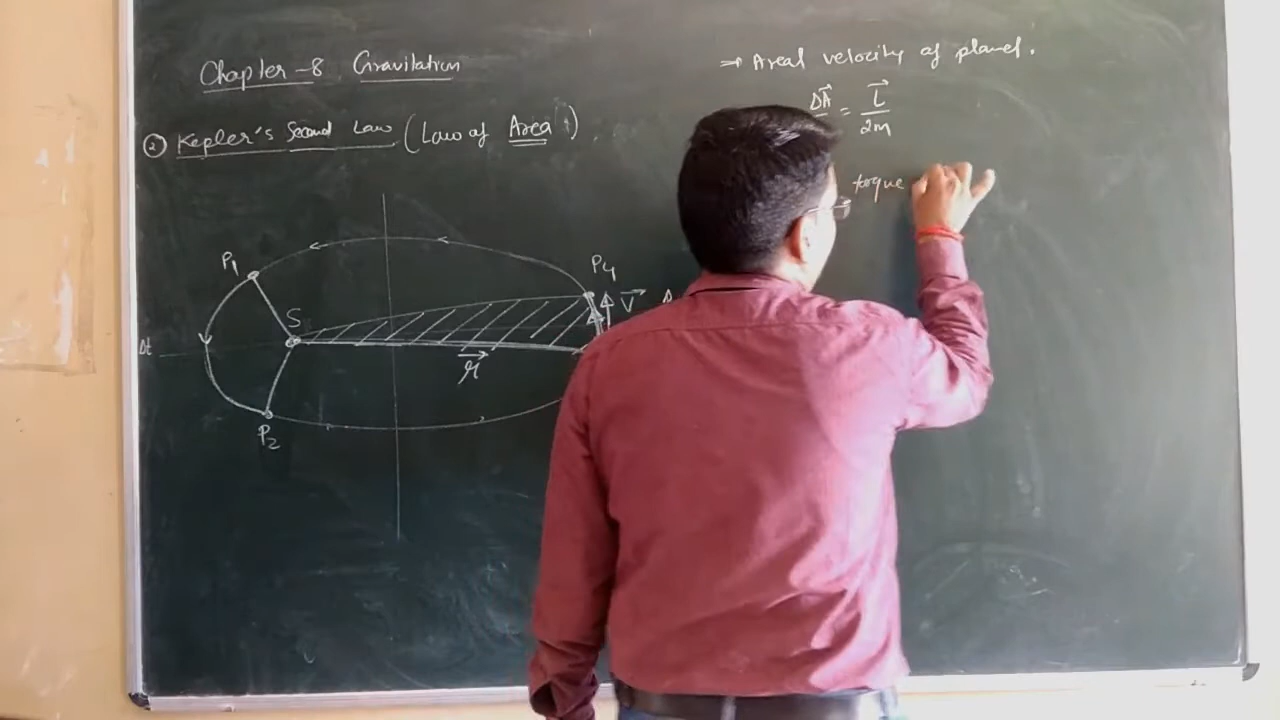 Chapter-8 Gravitation
② Kepler's Second Law (Law of Area).
P1
S
P2
P4
V
r
Δt
⇒ Areal velocity of planet.
ΔA = L
2m
torque